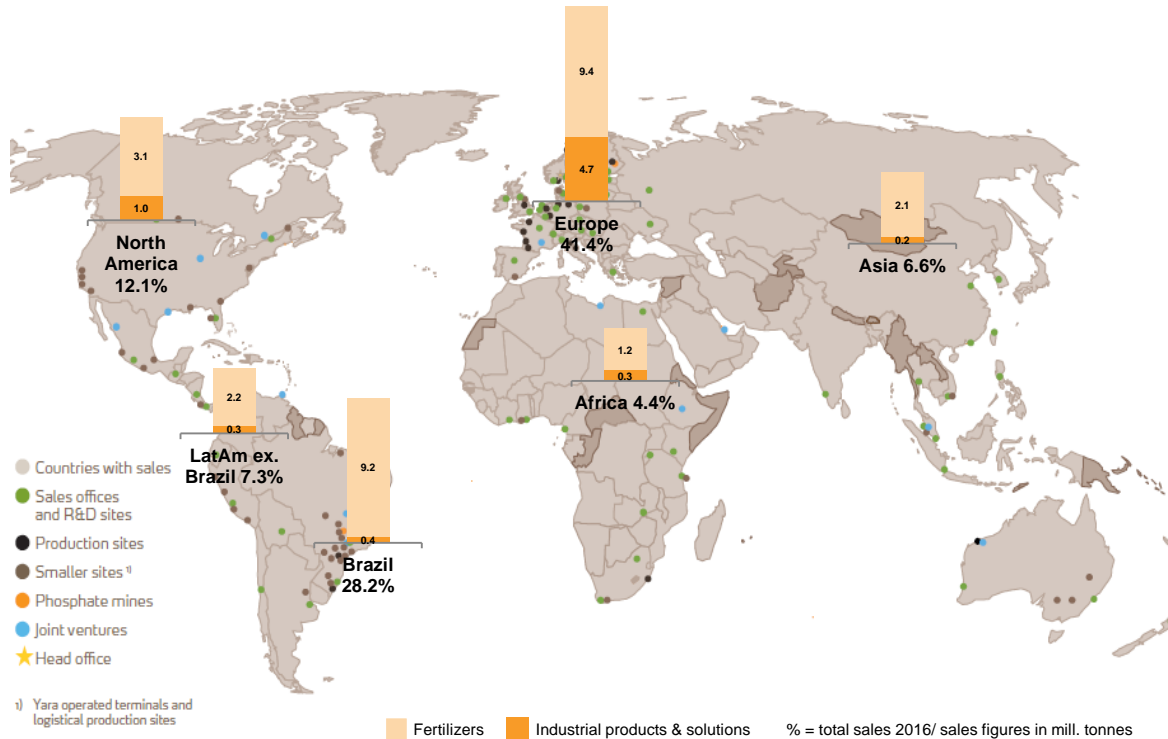 9.4
4.7
Europe
41.4%
3.1
1.0
North
America
12.1%
2.1
0.2
Asia 6.6%
1.2
0.3
Africa 4.4%
2.2
0.3
LatAm ex.
Brazil 7.3%
9.2
0.4
Brazil
28.2%
Countries with sales
Sales offices
and R&D sites
Production sites
Smaller sites ¹⁾
Phosphate mines
Joint ventures
Head office
1) Yara operated terminals and
logistical production sites
Fertilizers Industrial products & solutions % = total sales 2016/ sales figures in mill. tonnes